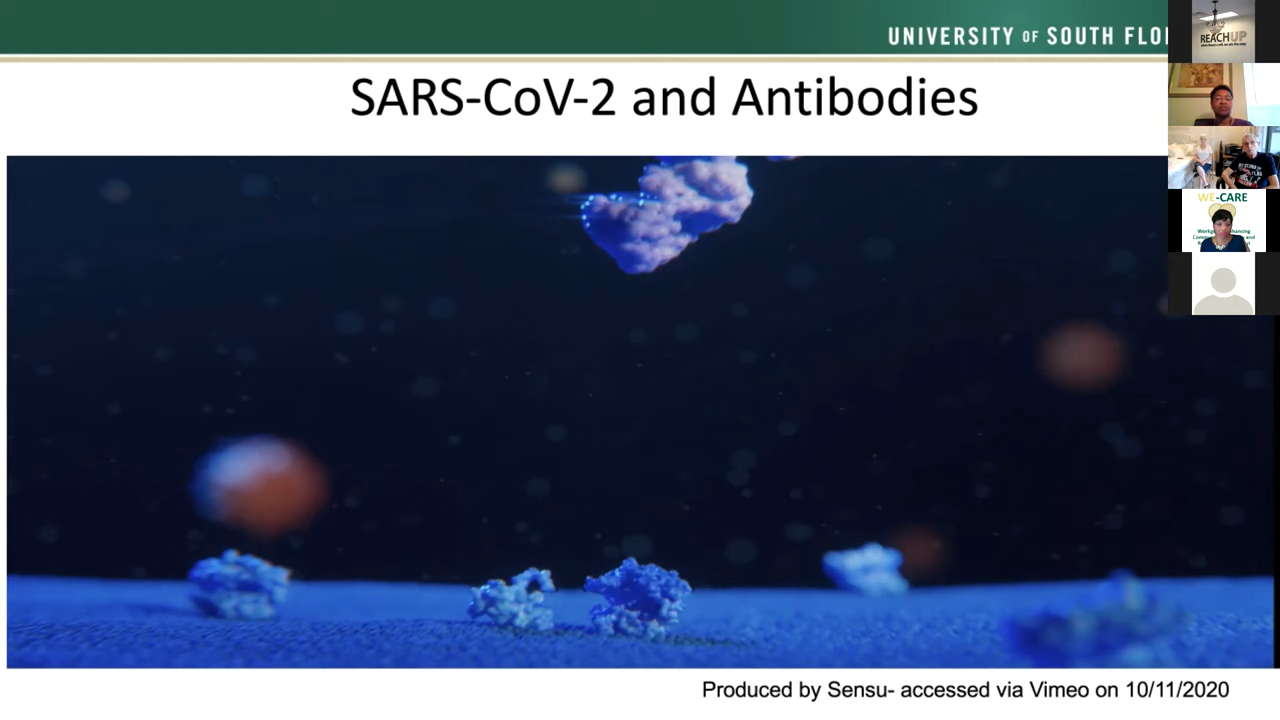 UNIVERSITY OF SOUTH FLO
REACHUP
WE-CARE
SARS-CoV-2 and Antibodies
Produced by Sensu- accessed via Vimeo on 10/11/2020